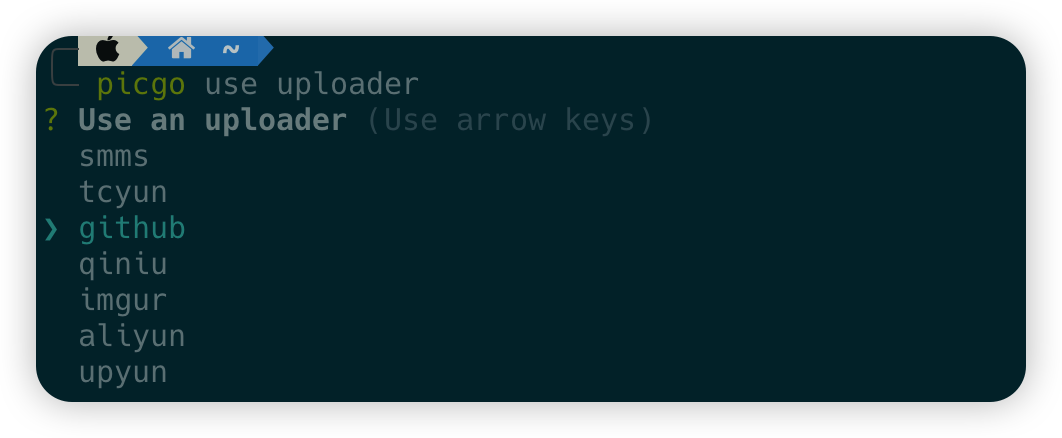 ~
picgo use uploader
? Use an uploader (Use arrow keys)
smms
tcyun
❯ github
qiniu
imgur
aliyun
upyun